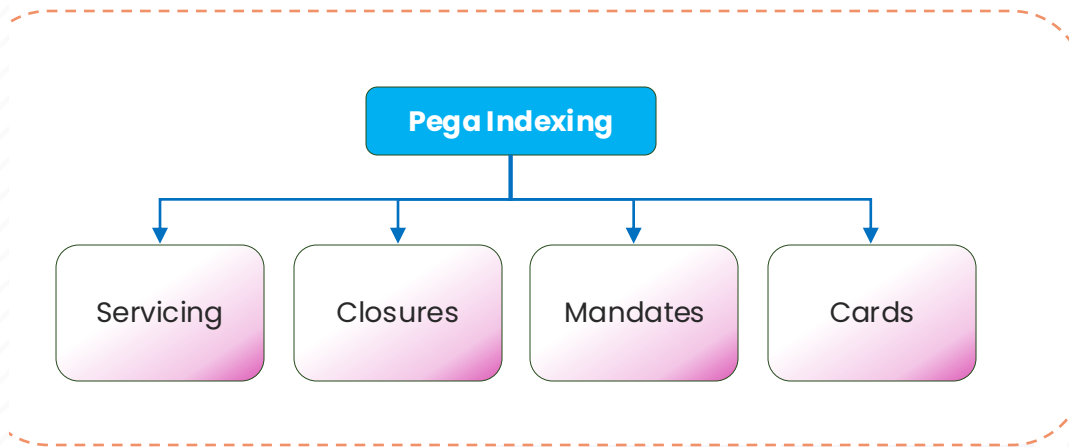 Pega Indexing
Servicing
Closures
Mandates
Cards